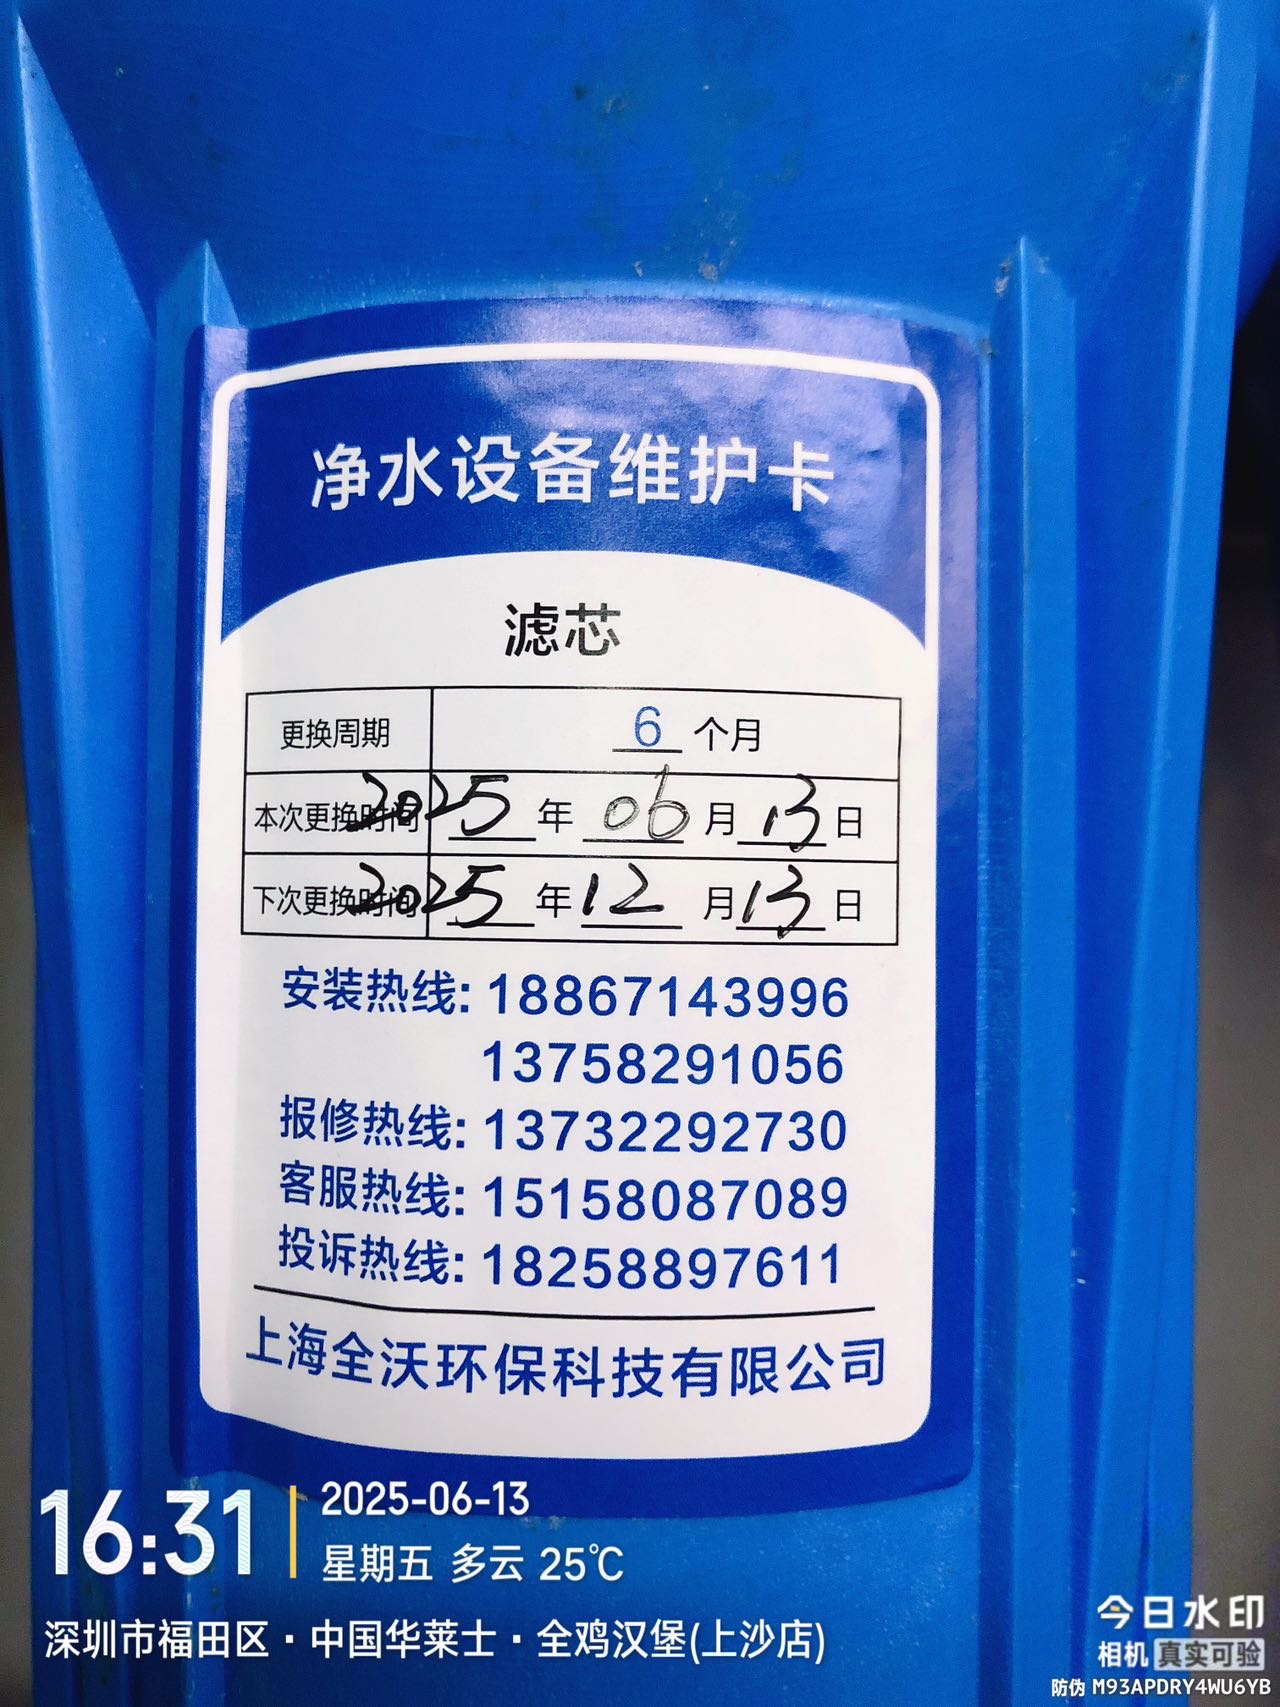 净水设备维护卡
滤芯
更换周期 6 个月
本次更换时间 2025 年 06 月 13 日
下次更换时间 2025 年 12 月 13 日
安装热线: 18867143996
13758291056
报修热线: 13732292730
客服热线: 15158087089
投诉热线: 18258897611
上海全沃环保科技有限公司
16:31
2025-06-13
星期五 多云 25℃
深圳市福田区·中国华莱士·全鸡汉堡(上沙店)
今日水印
相机 真实可验
防伪 M93APDRY4WU6YB